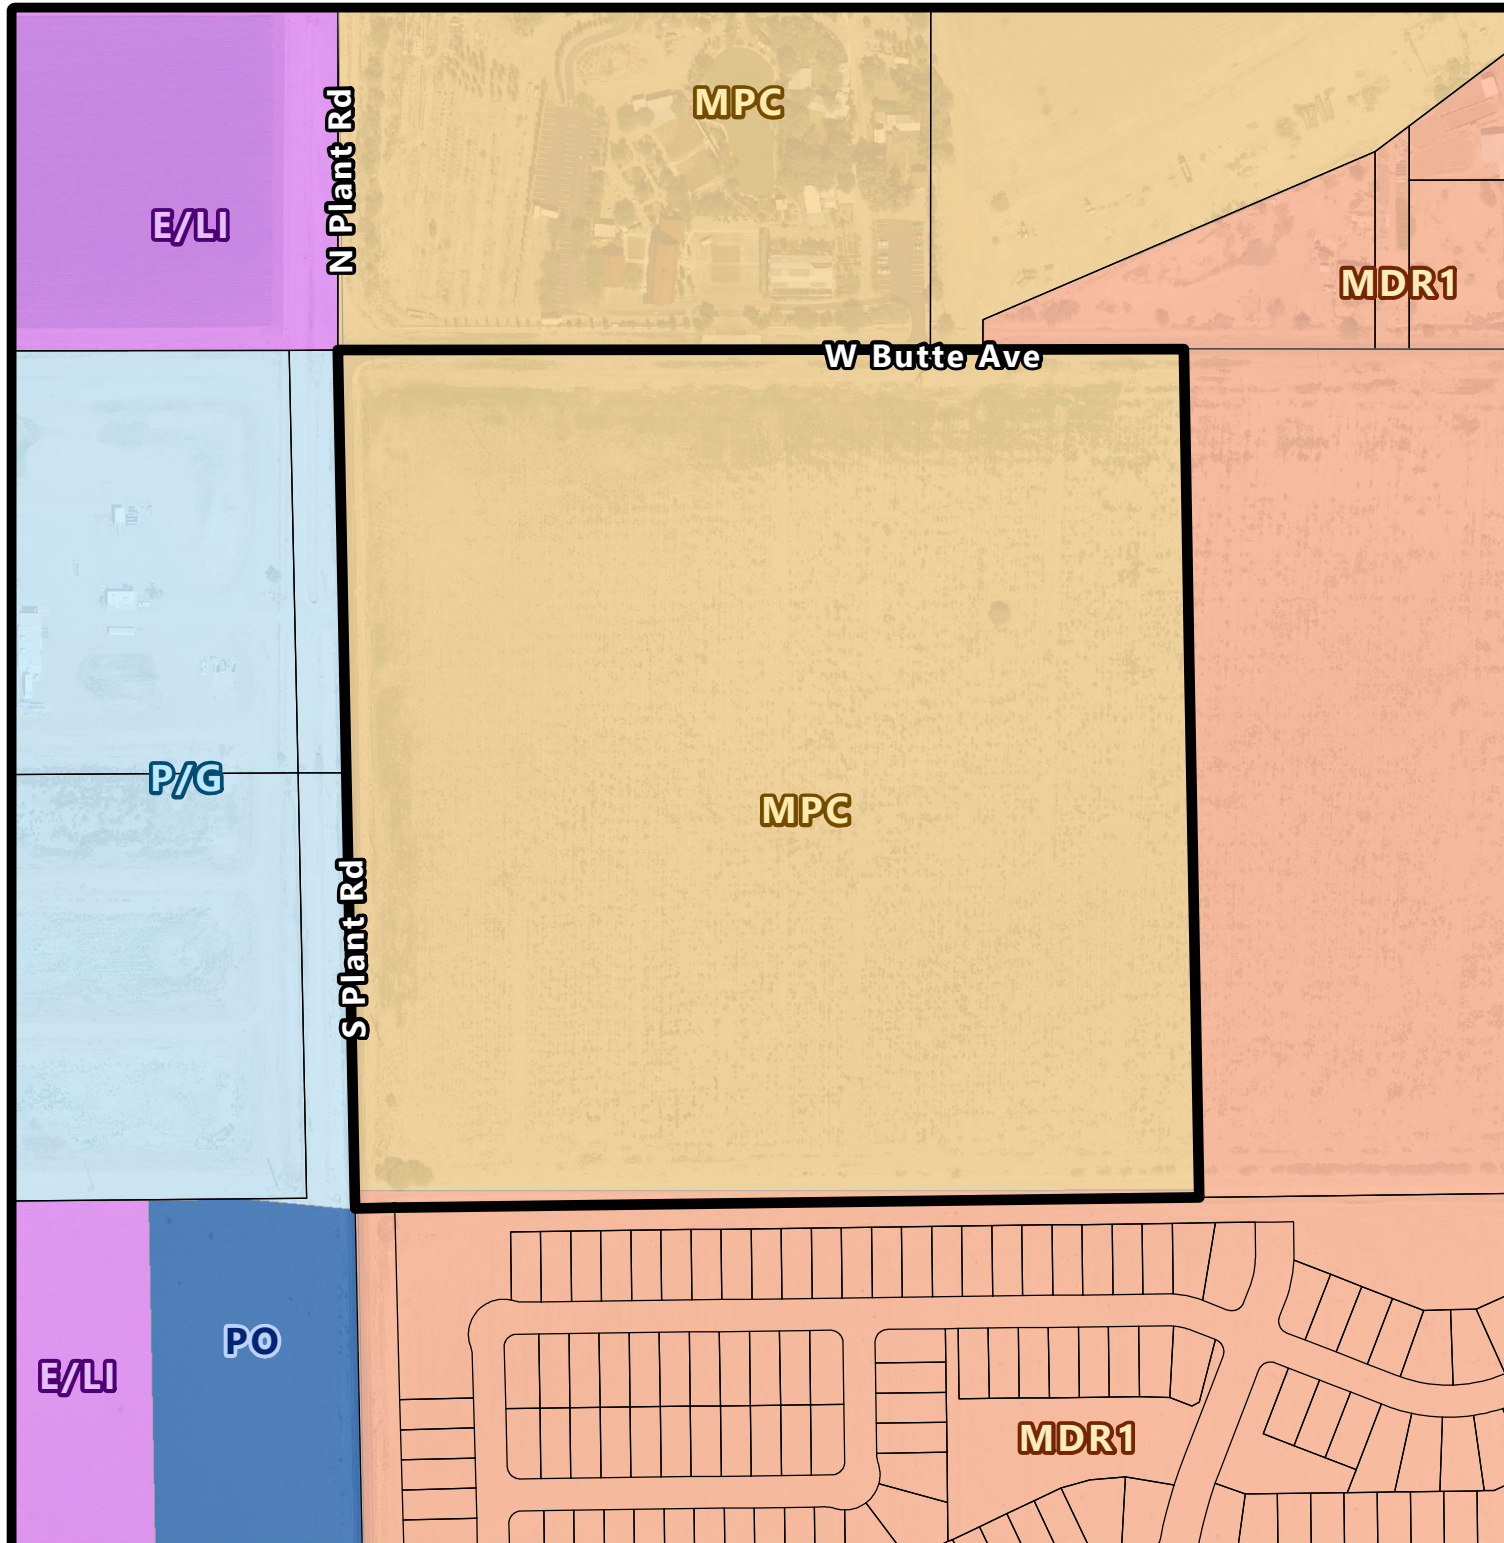 MPC
N Plant Rd
E/LI
MDR1
W Butte Ave
P/G
MPC
S Plant Rd
PO
E/LI
MDR1